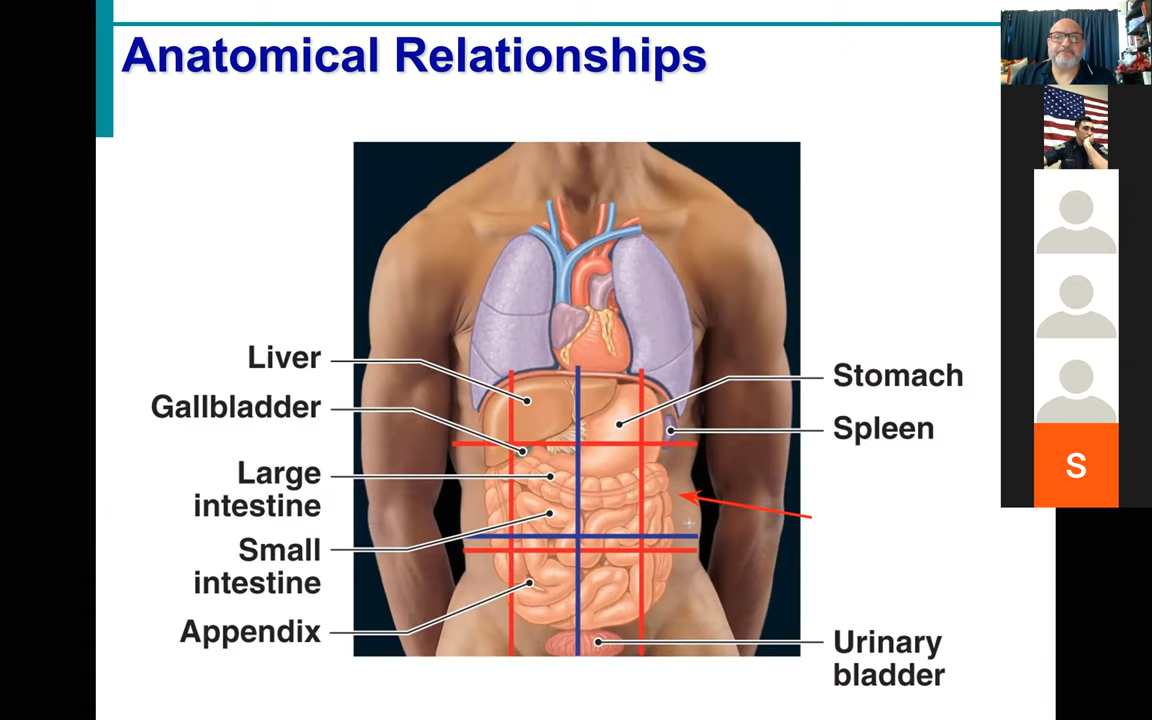 Anatomical Relationships
Liver
Gallbladder
Large
intestine
Small
intestine
Appendix
Stomach
Spleen
Urinary
bladder
S